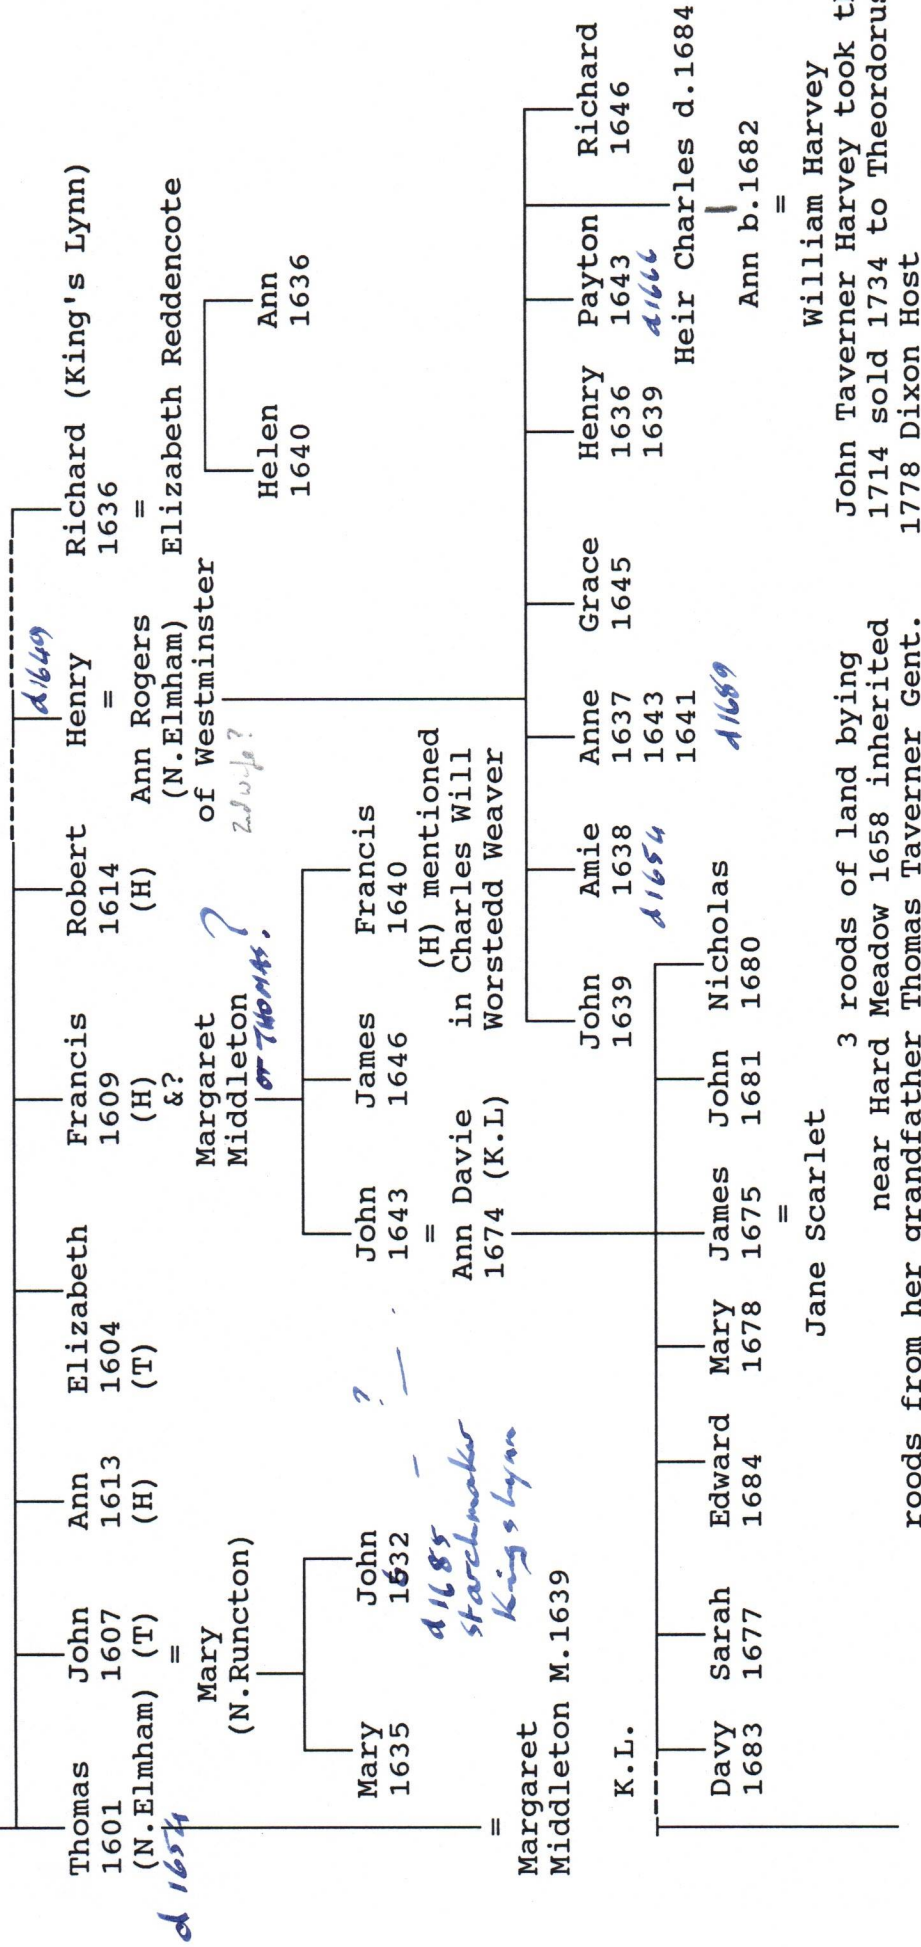 Thomas
1601
(N.Elmham)
d 1654
John
1607
(T)
=
Mary
(N.Runcton)
Ann
1613
(H)
Elizabeth
1604
(T)
Francis
1609
(H)
&?
Margaret
Middleton
or THOMAS. ?
Robert
1614
(H)
d1649
Henry
=
Ann Rogers
(N.Elmham)
of Westminster
2nd wife?
Richard (King's Lynn)
1636
=
Elizabeth Reddencote
Helen
1640
Ann
1636
Mary
1635
John
1632
d 1685
Starchmaker
Kings Lynn
?
=
Margaret
Middleton M.1639
John
1643
=
Ann Davie
1674 (K.L)
James
1646
Francis
1640
(H) mentioned
in Charles Will
Worstedd Weaver
John
1639
Amie
1638
d1654
Anne
1637
1643
1641
d1689
Grace
1645
Henry
1636
1639
Payton
1643
d1666
Richard
1646
Heir Charles d.1684
Ann b.1682
=
William Harvey
K.L.
Davy
1683
Sarah
1677
Edward
1684
Mary
1678
James
1675
=
Jane Scarlet
John
1681
Nicholas
1680
3 roods of land bying
near Hard Meadow 1658 inherited
roods from her grandfather Thomas Taverner Gent.
John Taverner Harvey took
1714 sold 1734 to Theordorus
1778 Dixon Host